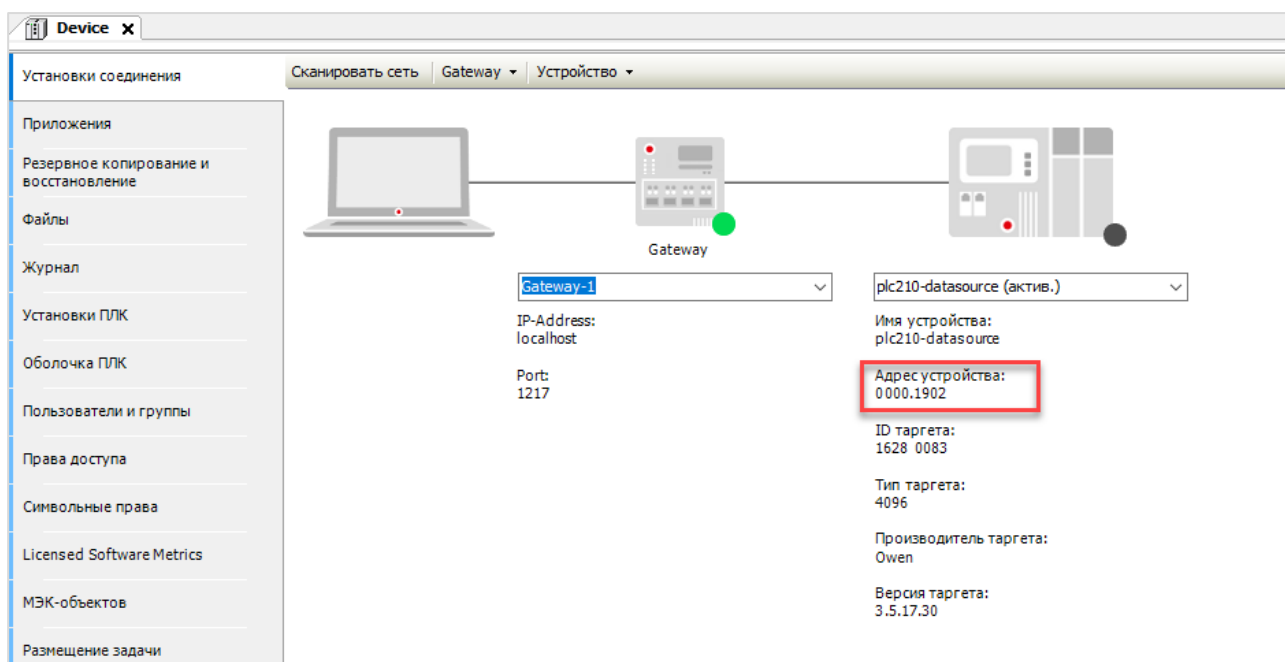 Device
Установки соединения
Сканировать сеть Gateway Устройство
Приложения
Резервное копирование и
восстановление
Файлы
Журнал
Установки ПЛК
Оболочка ПЛК
Пользователи и группы
Права доступа
Символьные права
Licensed Software Metrics
МЭК-объектов
Размещение задачи
Gateway
Gateway-1
IP-Address:
localhost
Port:
1217
plc210-datasource (актив.)
Имя устройства:
plc210-datasource
Адрес устройства:
0000.1902
ID таргета:
1628 0083
Тип таргета:
4096
Производитель таргета:
Owen
Версия таргета:
3.5.17.30